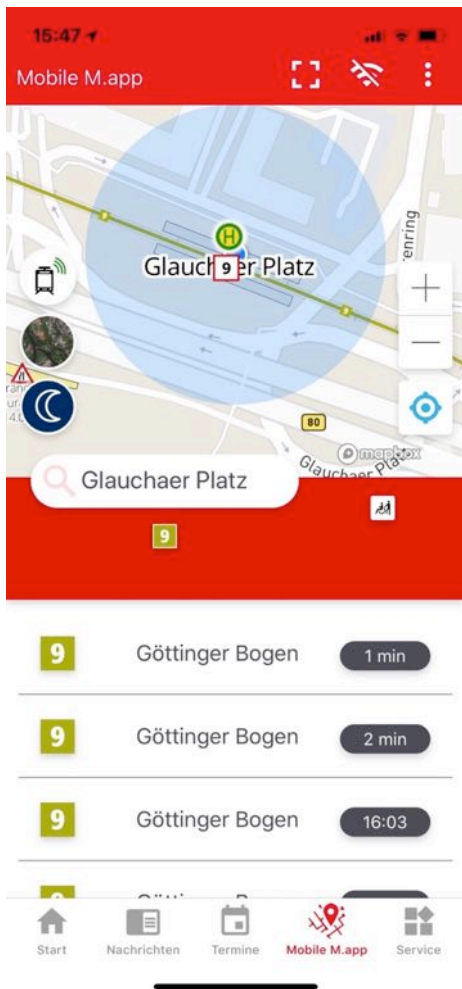 15:47
Mobile M.app
enring
H
Glauchaer Platz
9
80
mapbox
Glauchaer Platz
Glauchaer Platz
9
9 Göttinger Bogen 1 min
9 Göttinger Bogen 2 min
9 Göttinger Bogen 16:03
Start Nachrichten Termine Mobile M.app Service